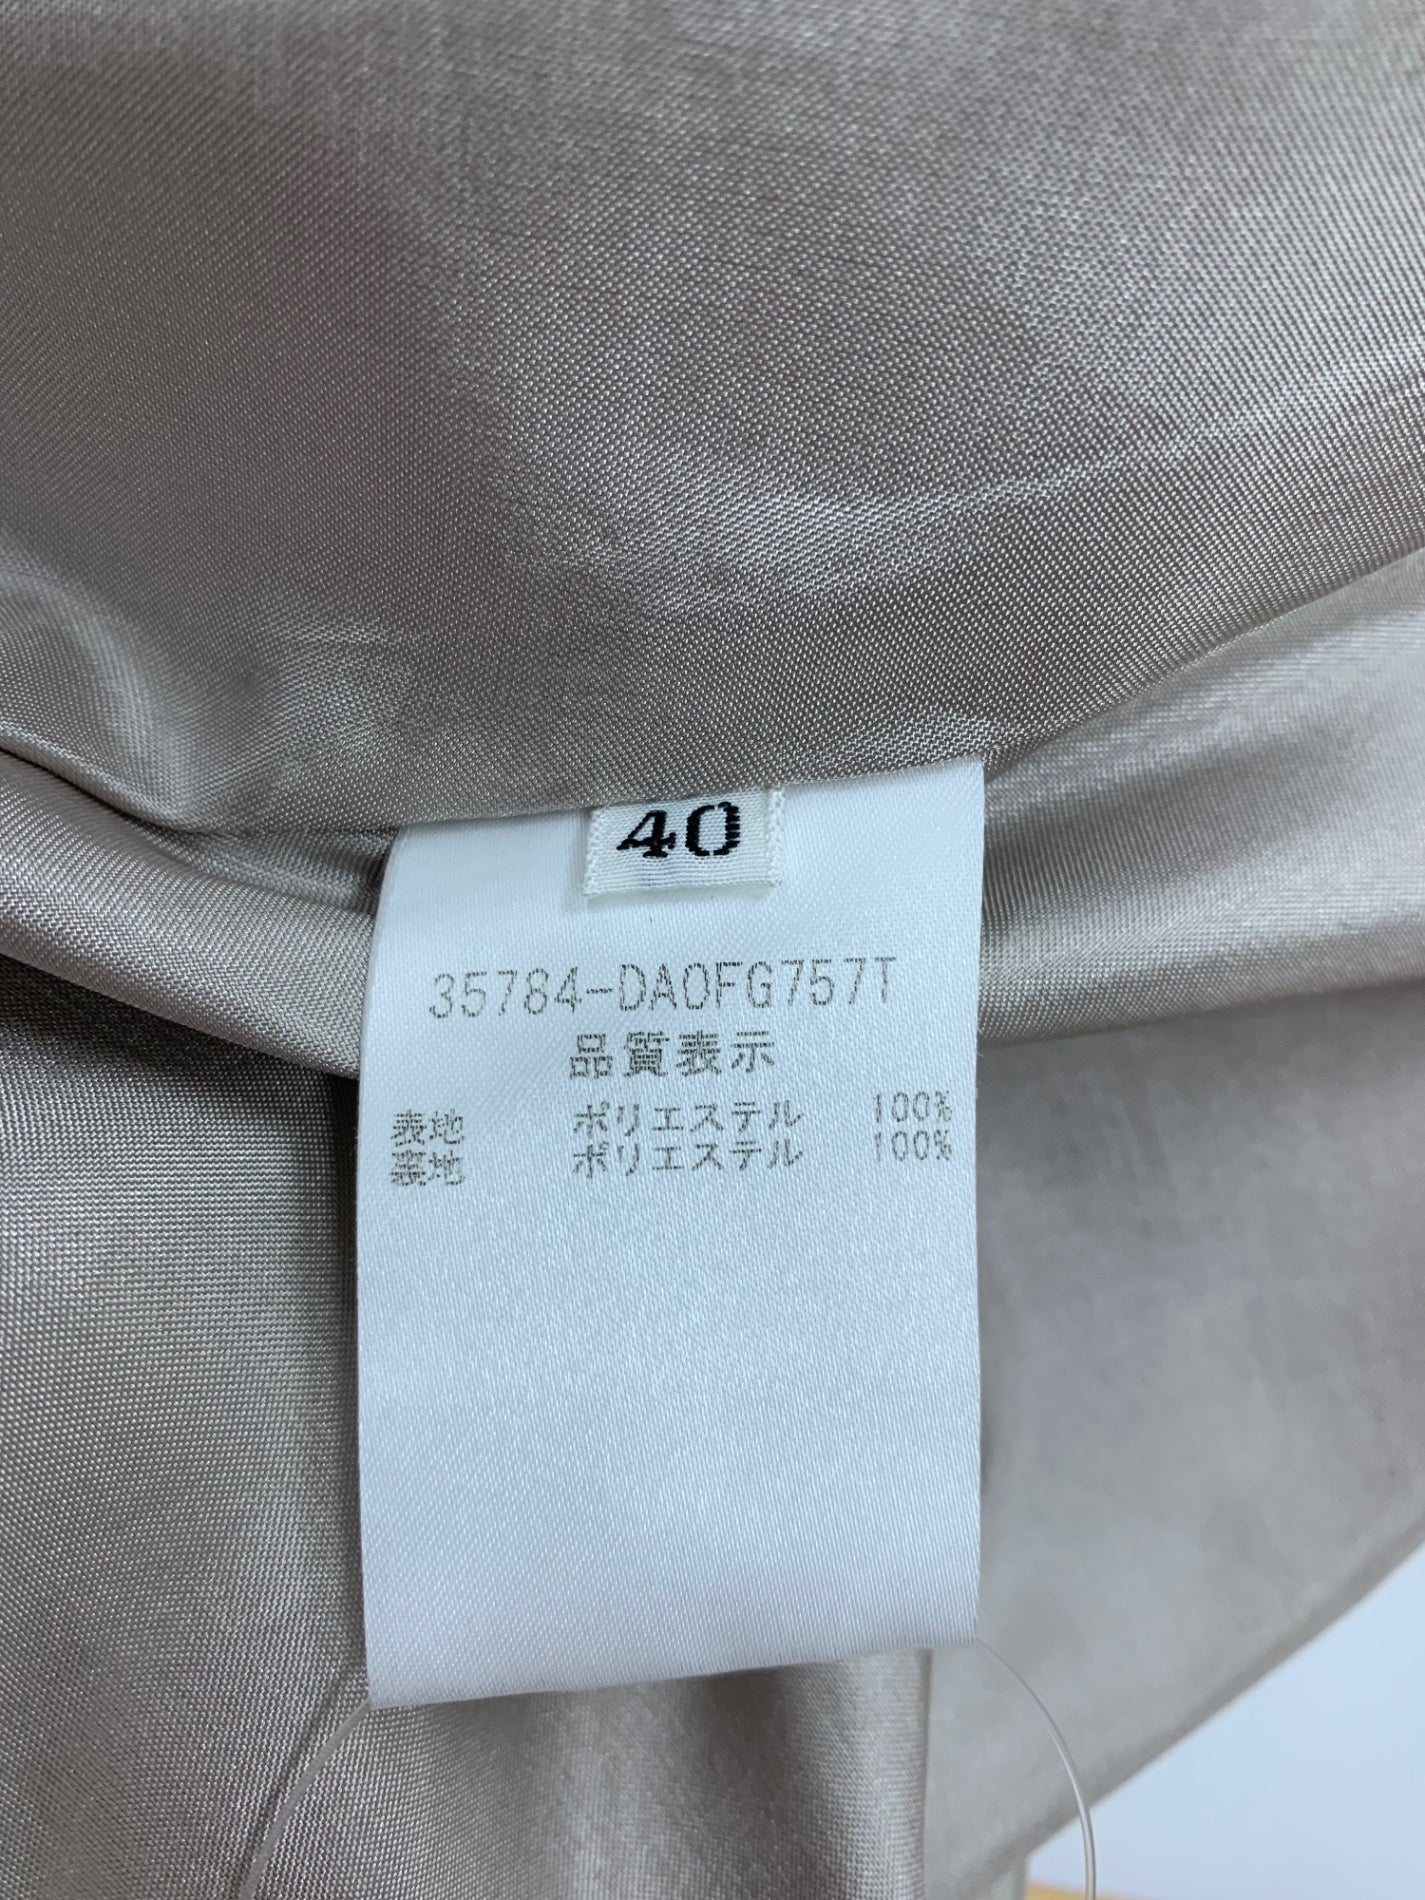 40
35784-DA0FG757T
品質表示
表地 ポリエステル 100%
裏地 ポリエステル 100%